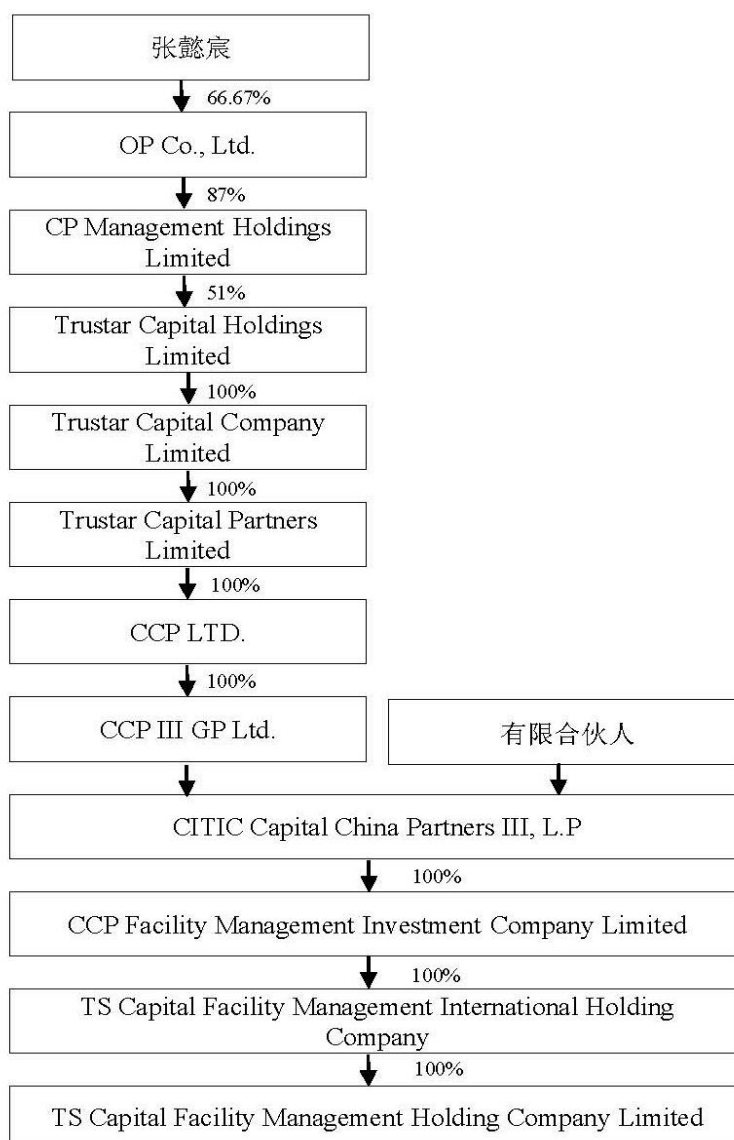 张懿宸
66.67%
OP Co., Ltd.
87%
CP Management Holdings
Limited
51%
Trustar Capital Holdings
Limited
100%
Trustar Capital Company
Limited
100%
Trustar Capital Partners
Limited
100%
CCP LTD.
100%
CCP III GP Ltd.
有限合伙人
CITIC Capital China Partners III, L.P
100%
CCP Facility Management Investment Company Limited
100%
TS Capital Facility Management International Holding
Company
100%
TS Capital Facility Management Holding Company Limited